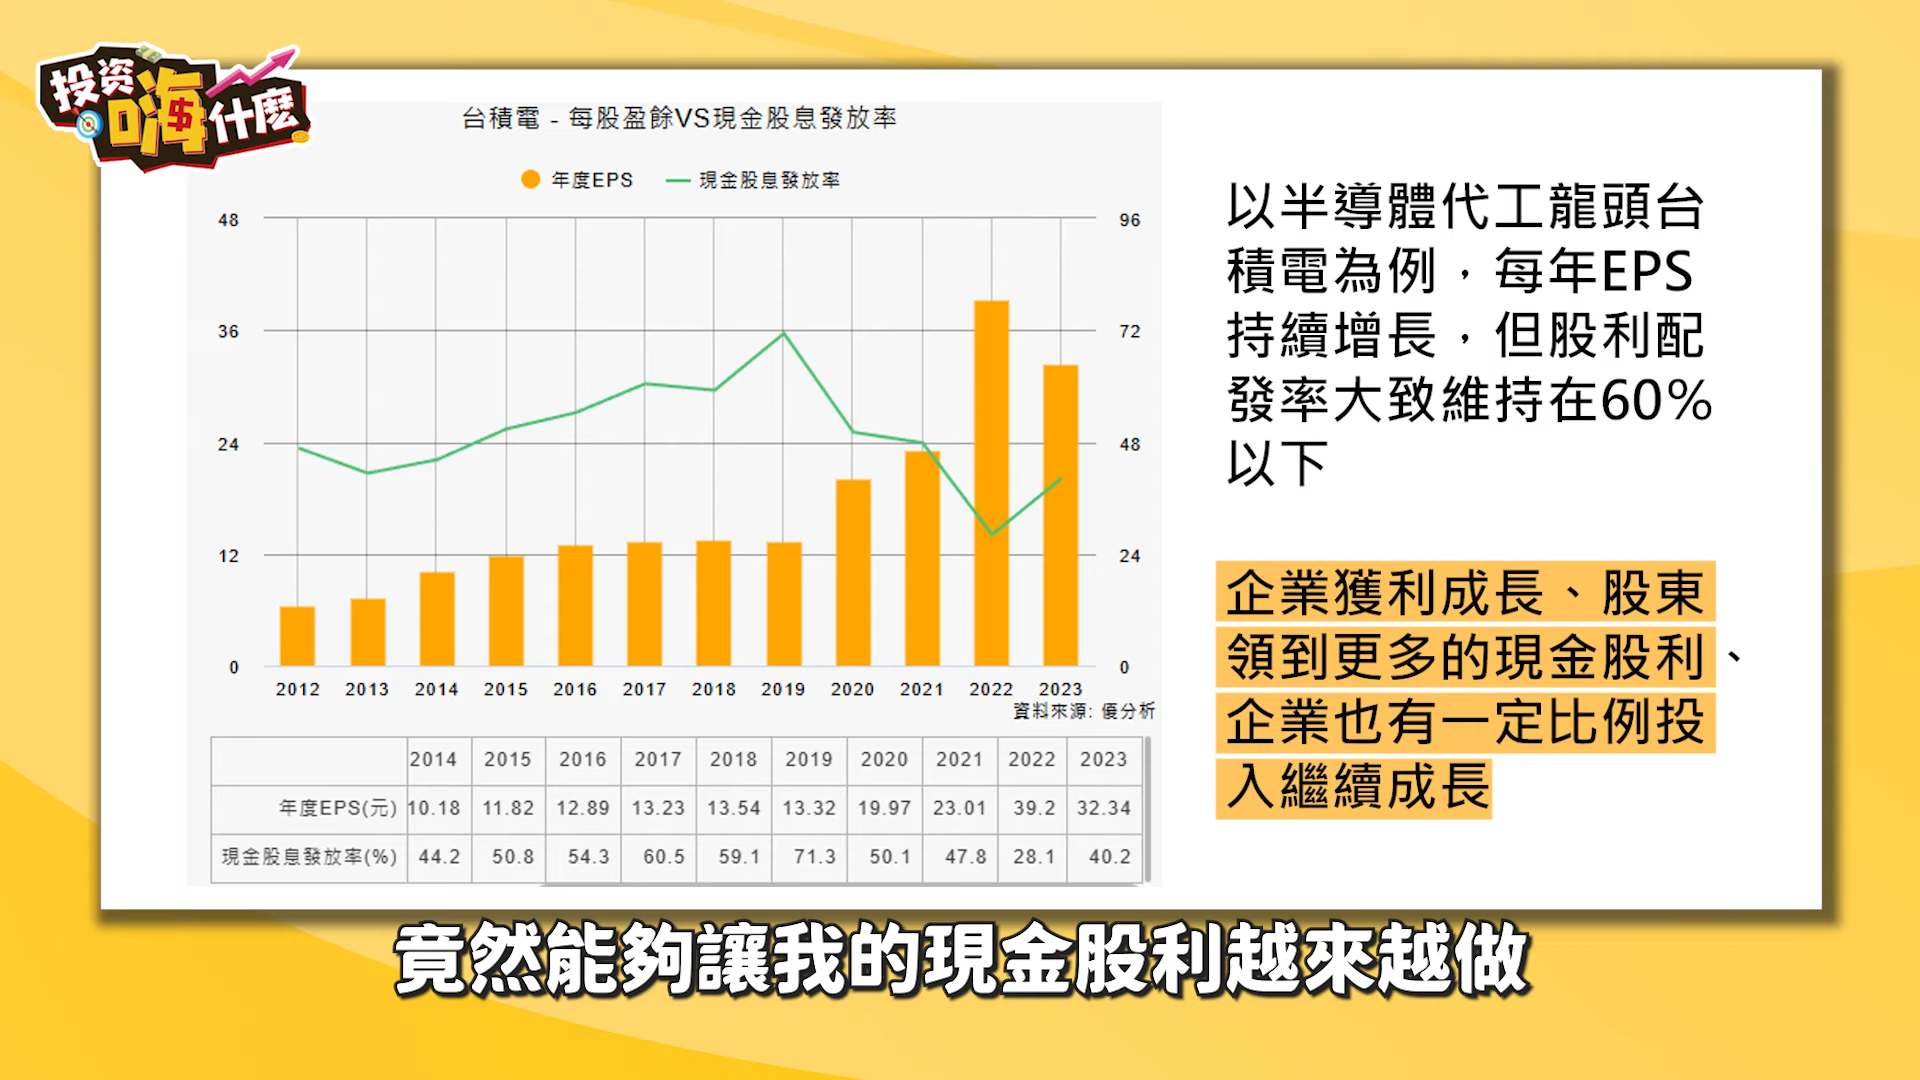 投资嗨什麼
台積電 - 每股盈餘VS現金股息發放率
年度EPS 現金股息發放率
48 96
36 72
24 48
12 24
0 0
2012 2013 2014 2015 2016 2017 2018 2019 2020 2021 2022 2023
資料來源: 優分析
2014 2015 2016 2017 2018 2019 2020 2021 2022 2023
年度EPS(元) 10.18 11.82 12.89 13.23 13.54 13.32 19.97 23.01 39.2 32.34
現金股息發放率(%) 44.2 50.8 54.3 60.5 59.1 71.3 50.1 47.8 28.1 40.2
以半導體代工龍頭台
積電為例，每年EPS
持續增長，但股利配
發率大致維持在60%
以下
企業獲利成長、股東
領到更多的現金股利、
企業也有一定比例投
入繼續成長
竟然能夠讓我的現金股利越來越做